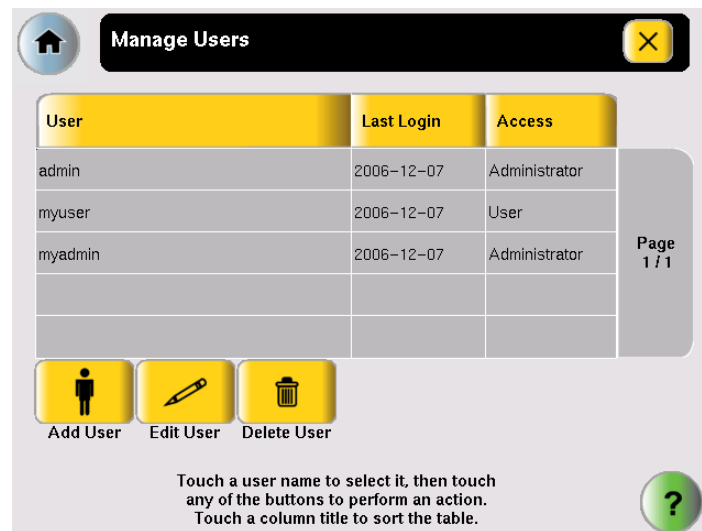 Manage Users
User Last Login Access
admin 2006-12-07 Administrator
myuser 2006-12-07 User
myadmin 2006-12-07 Administrator
Page
1 / 1
Add User Edit User Delete User
Touch a user name to select it, then touch
any of the buttons to perform an action.
Touch a column title to sort the table.
?